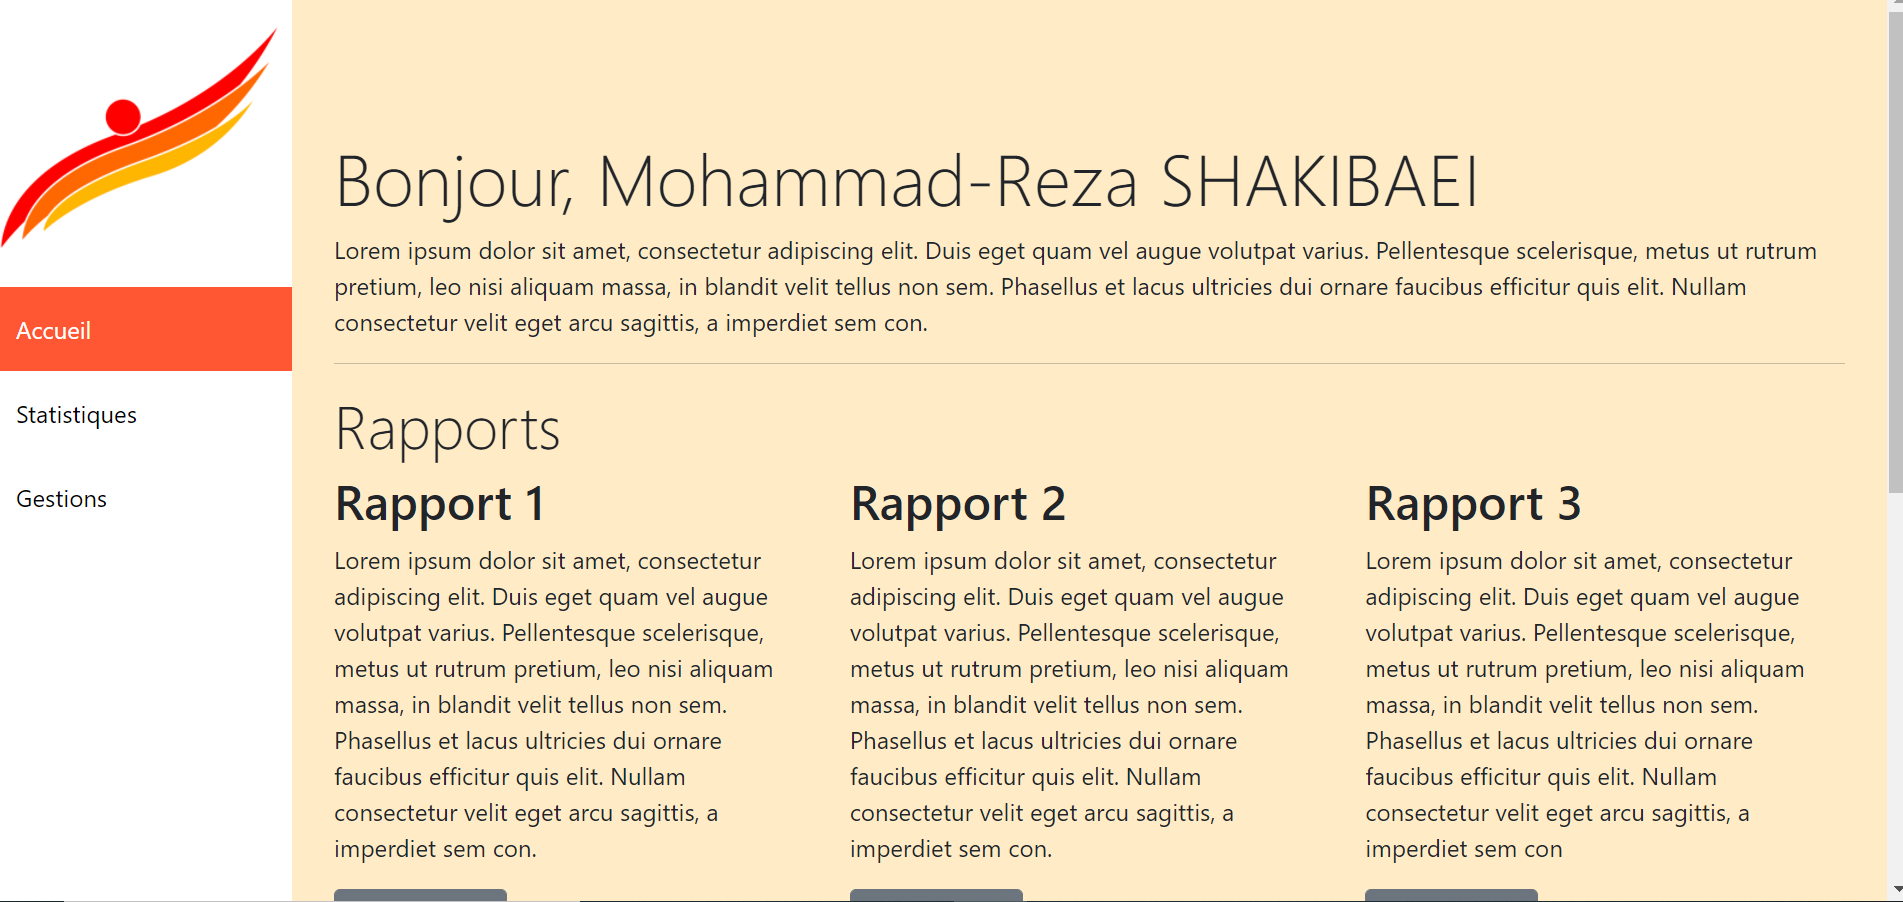 Accueil
Statistiques
Gestions
Bonjour, Mohammad-Reza SHAKIBAEI
Lorem ipsum dolor sit amet, consectetur adipiscing elit. Duis eget quam vel augue volutpat varius. Pellentesque scelerisque, metus ut rutrum
pretium, leo nisi aliquam massa, in blandit velit tellus non sem. Phasellus et lacus ultricies dui ornare faucibus efficitur quis elit. Nullam
consectetur velit eget arcu sagittis, a imperdiet sem con.
Rapports
Rapport 1
Lorem ipsum dolor sit amet, consectetur
adipiscing elit. Duis eget quam vel augue
volutpat varius. Pellentesque scelerisque,
metus ut rutrum pretium, leo nisi aliquam
massa, in blandit velit tellus non sem.
Phasellus et lacus ultricies dui ornare
faucibus efficitur quis elit. Nullam
consectetur velit eget arcu sagittis, a
imperdiet sem con.
Rapport 2
Lorem ipsum dolor sit amet, consectetur
adipiscing elit. Duis eget quam vel augue
volutpat varius. Pellentesque scelerisque,
metus ut rutrum pretium, leo nisi aliquam
massa, in blandit velit tellus non sem.
Phasellus et lacus ultricies dui ornare
faucibus efficitur quis elit. Nullam
consectetur velit eget arcu sagittis, a
imperdiet sem con.
Rapport 3
Lorem ipsum dolor sit amet, consectetur
adipiscing elit. Duis eget quam vel augue
volutpat varius. Pellentesque scelerisque,
metus ut rutrum pretium, leo nisi aliquam
massa, in blandit velit tellus non sem.
Phasellus et lacus ultricies dui ornare
faucibus efficitur quis elit. Nullam
consectetur velit eget arcu sagittis, a
imperdiet sem con